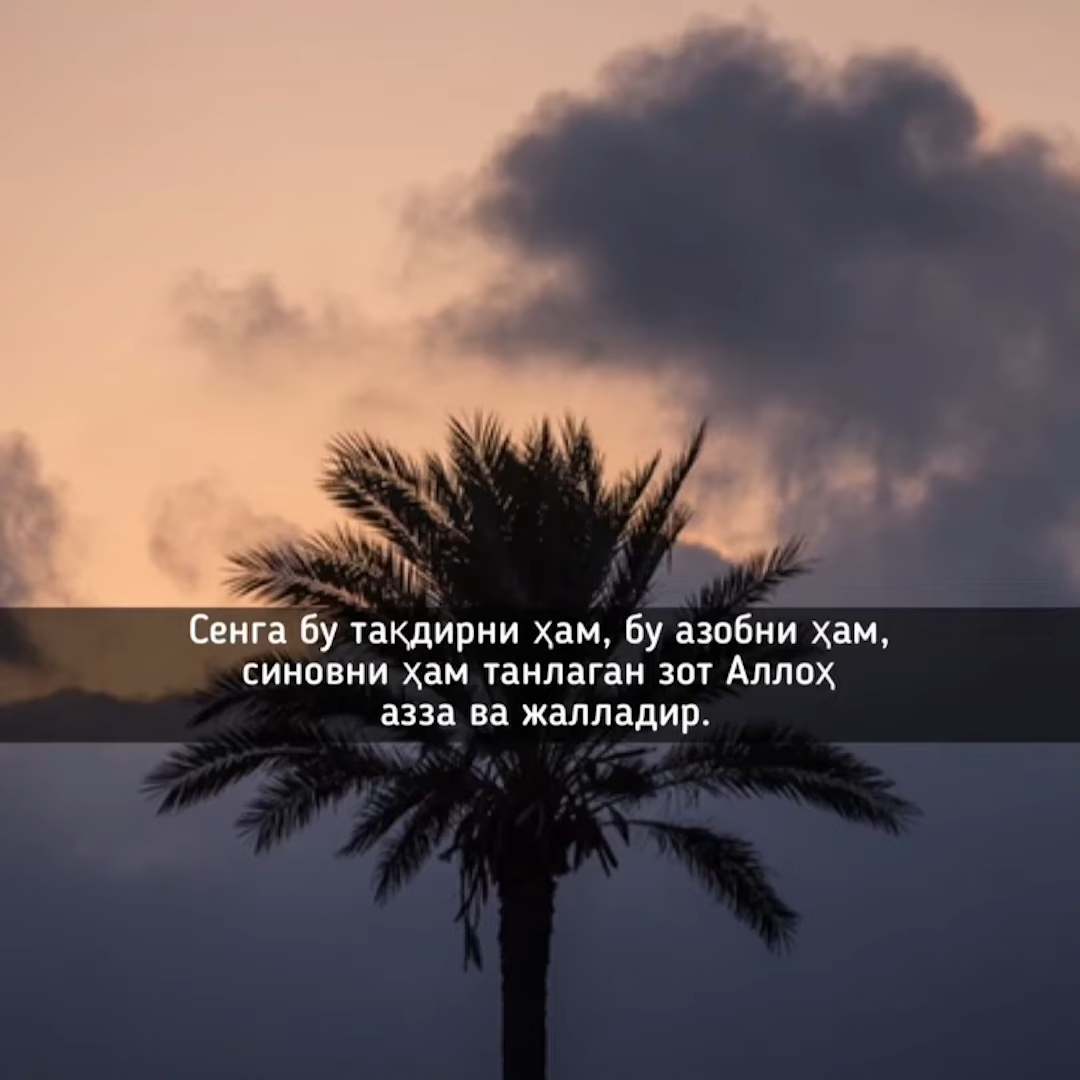 Сенга бу тақдирни ҳам, бу азобни ҳам,
синовни ҳам танлаган зот Аллоҳ
азза ва жалладир.